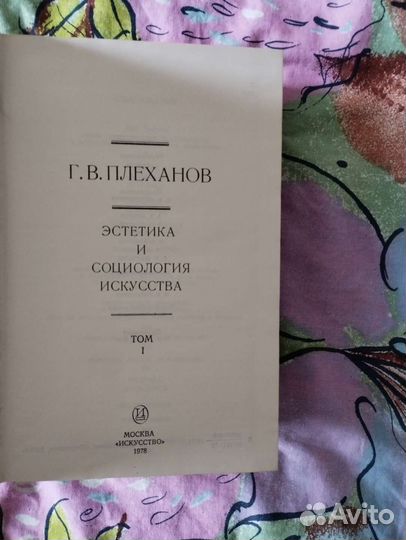 Г. В. ПЛЕХАНОВ
ЭСТЕТИКА
И
СОЦИОЛОГИЯ
ИСКУССТВА
ТОМ
I
МОСКВА
«ИСКУССТВО»
1978
Avito